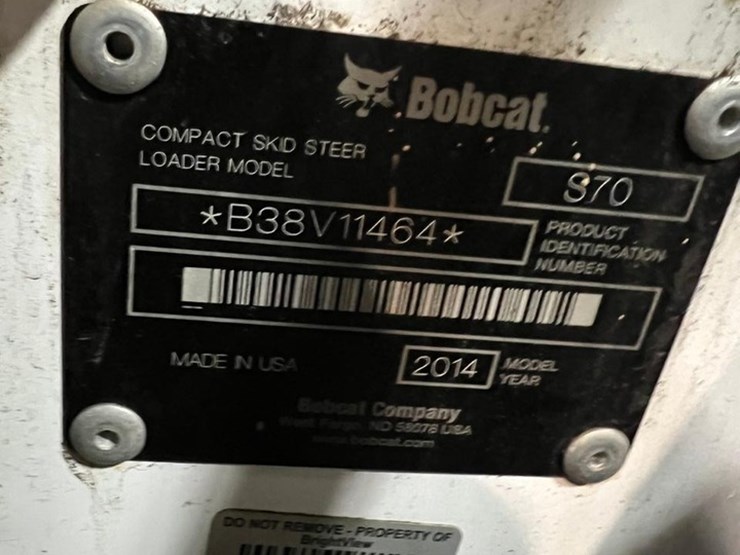 Bobcat.
COMPACT SKID STEER
LOADER MODEL
S70
*B38V11464*
PRODUCT
IDENTIFICATION
NUMBER
MADE IN USA
2014
MODEL
YEAR
Bobcat Company
West Fargo, ND 58078 USA
www.bobcat.com
DO NOT REMOVE - PROPERTY OF
BrightView